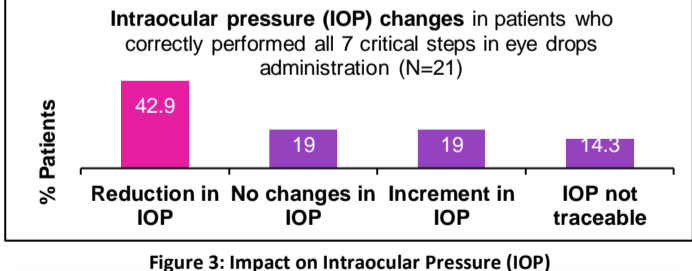 Intraocular pressure (IOP) changes in patients who
correctly performed all 7 critical steps in eye drops
administration (N=21)
% Patients
42.9
19
19
14.3
Reduction in IOP
No changes in IOP
Increment in IOP
IOP not traceable
Figure 3: Impact on Intraocular Pressure (IOP)